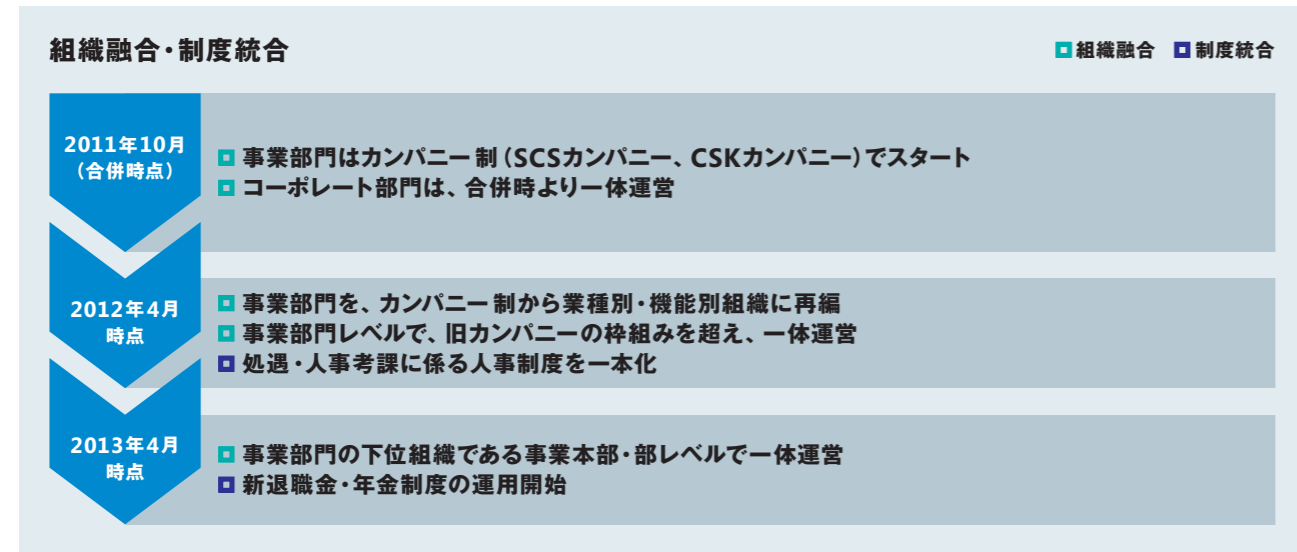 組織融合・制度統合
組織融合 制度統合
2011年10月
（合併時点）
事業部門はカンパニー制（SCSカンパニー、CSKカンパニー）でスタート
コーポレート部門は、合併時より一体運営
2012年4月
時点
事業部門を、カンパニー制から業種別・機能別組織に再編
事業部門レベルで、旧カンパニーの枠組みを超え、一体運営
処遇・人事考課に係る人事制度を一本化
2013年4月
時点
事業部門の下位組織である事業本部・部レベルで一体運営
新退職金・年金制度の運用開始